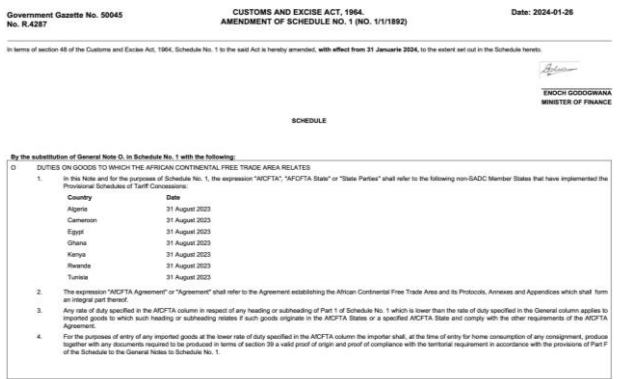 Government Gazette No. 50045
No. R.4287
CUSTOMS AND EXCISE ACT, 1964.
AMENDMENT OF SCHEDULE NO. 1 (NO. 1/1/1892)
Date: 2024-01-26
In terms of section 48 of the Customs and Excise Act, 1964, Schedule No. 1 to the said Act is hereby amended, with effect from 31 Januarie 2024, to the extent set out in the Schedule hereto.
ENOCH GODOGWANA
MINISTER OF FINANCE
SCHEDULE
By the substitution of General Note O. in Schedule No. 1 with the following:
O DUTIES ON GOODS TO WHICH THE AFRICAN CONTINENTAL FREE TRADE AREA RELATES
1. In this Note and for the purposes of Schedule No. 1, the expression "AfCFTA", "AFCFTA State" or "State Parties" shall refer to the following non-SADC Member States that have implemented the
Provisional Schedules of Tariff Concessions:
Country Date
Algeria 31 August 2023
Cameroon 31 August 2023
Egypt 31 August 2023
Ghana 31 August 2023
Kenya 31 August 2023
Rwanda 31 August 2023
Tunisia 31 August 2023
2. The expression "AfCFTA Agreement" or "Agreement" shall refer to the Agreement establishing the African Continental Free Trade Area and its Protocols, Annexes and Appendices which shall form
an integral part thereof.
3. Any rate of duty specified in the AfCFTA column in respect of any heading or subheading of Part 1 of Schedule No. 1 which is lower than the rate of duty specified in the General column applies to
imported goods to which such heading or subheading relates if such goods originate in the AfCFTA States or a specified AfCFTA State and comply with the other requirements of the AfCFTA
Agreement.
4. For the purposes of entry of any imported goods at the lower rate of duty specified in the AfCFTA column the importer shall, at the time of entry for home consumption of any consignment, produce
together with any documents required to be produced in terms of section 39 a valid proof of origin and proof of compliance with the territorial requirement in accordance with the provisions of Part F
of the Schedule to the General Notes to Schedule No. 1.